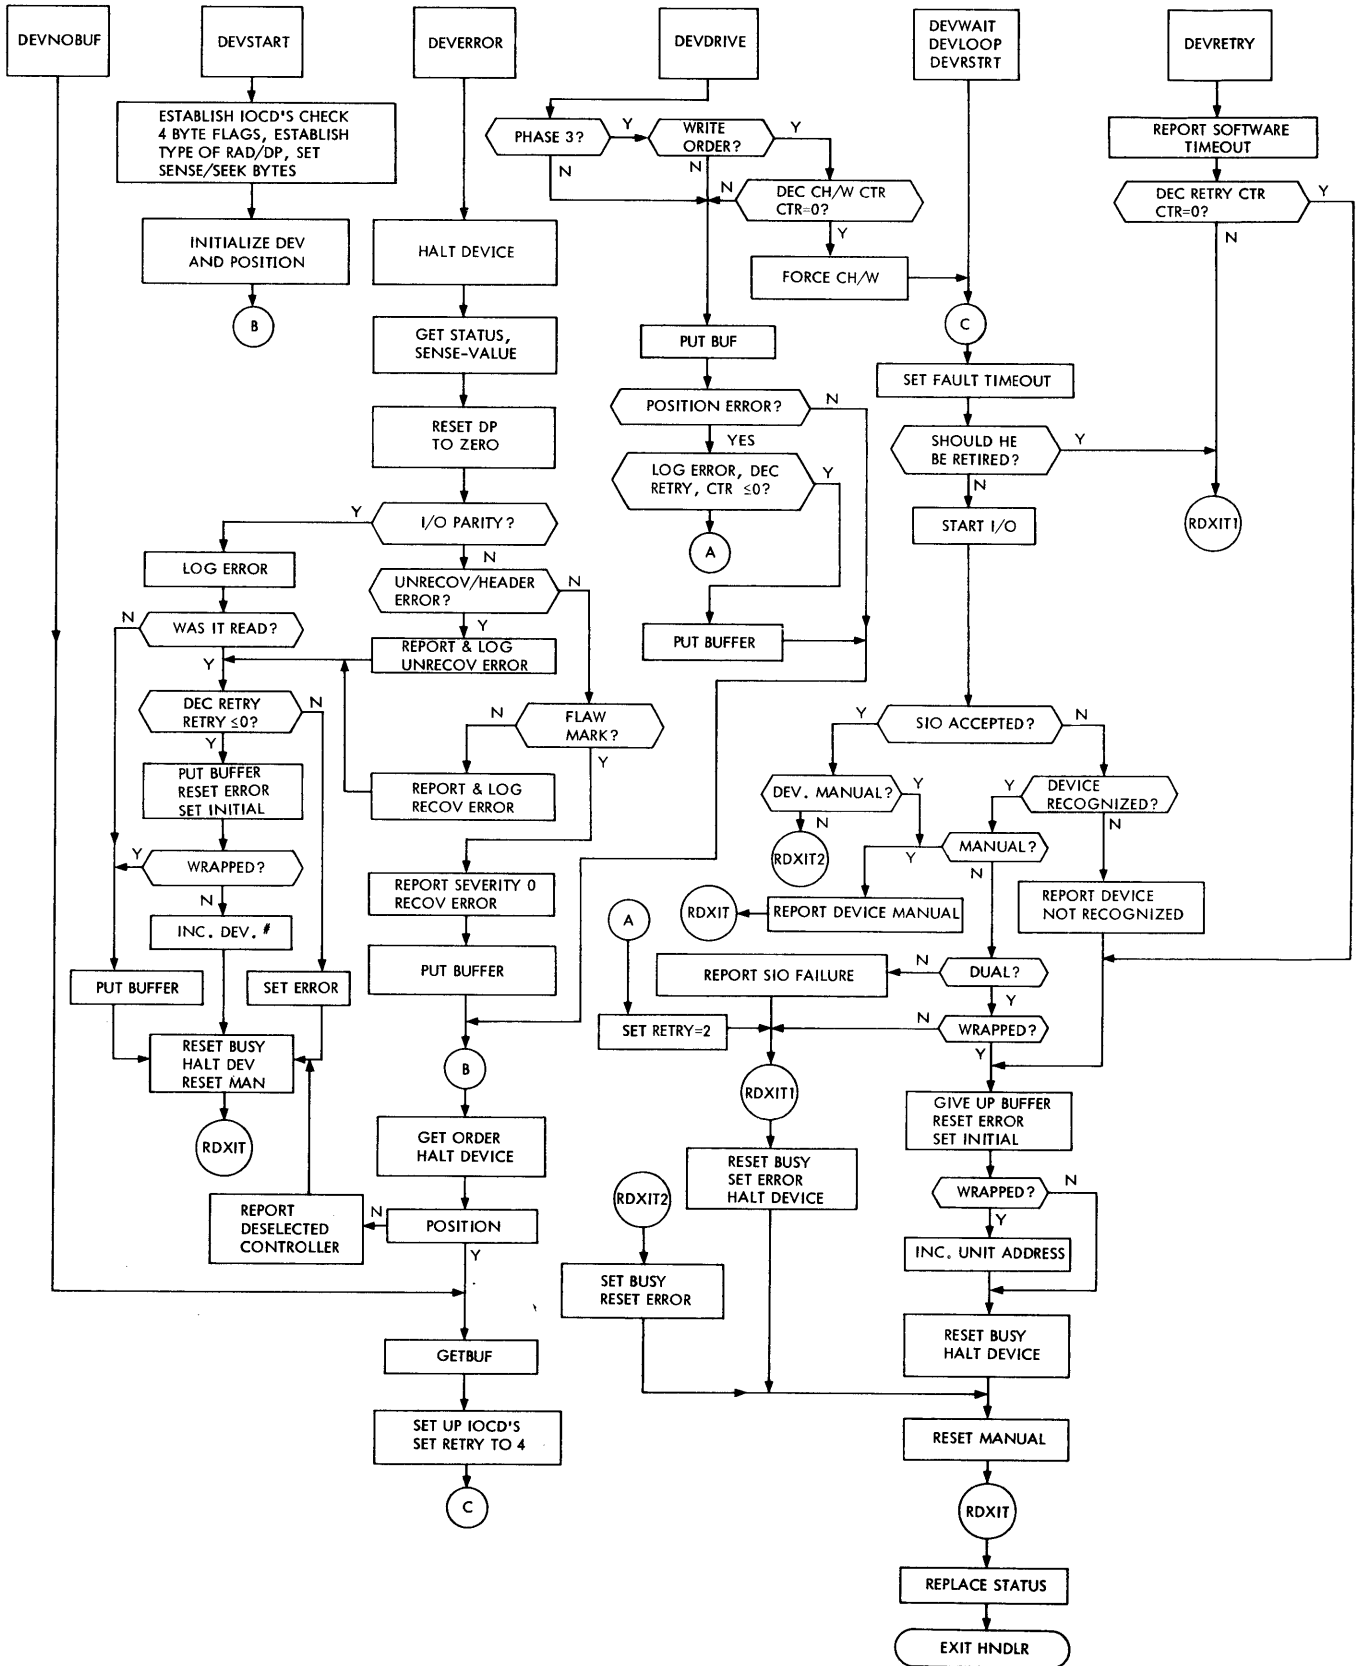 DEVNOBUF
DEVSTART
DEVERROR
DEVDRIVE
DEVWAIT
DEVLOOP
DEVRSTRT
DEVRETRY
ESTABLISH IOCD'S CHECK
4 BYTE FLAGS, ESTABLISH
TYPE OF RAD/DP, SET
SENSE/SEEK BYTES
INITIALIZE DEV
AND POSITION
B
HALT DEVICE
GET STATUS,
SENSE-VALUE
RESET DP
TO ZERO
I/O PARITY?
Y
N
LOG ERROR
WAS IT READ?
N
Y
UNRECOV/HEADER
ERROR?
N
Y
REPORT & LOG
UNRECOV ERROR
DEC RETRY
RETRY ≤0?
N
Y
PUT BUFFER
RESET ERROR
SET INITIAL
WRAPPED?
Y
N
INC. DEV. #
PUT BUFFER
SET ERROR
RESET BUSY
HALT DEV
RESET MAN
RDXIT
FLAW
MARK?
N
Y
REPORT & LOG
RECOV ERROR
REPORT SEVERITY 0
RECOV ERROR
PUT BUFFER
B
GET ORDER
HALT DEVICE
POSITION
N
Y
REPORT
DESELECTED
CONTROLLER
GETBUF
SET UP IOCD'S
SET RETRY TO 4
C
PHASE 3?
Y
N
WRITE
ORDER?
Y
N
DEC CH/W CTR
CTR=0?
N
Y
FORCE CH/W
PUT BUF
POSITION ERROR?
N
YES
LOG ERROR, DEC
RETRY, CTR ≤0?
Y
A
PUT BUFFER
C
SET FAULT TIMEOUT
SHOULD HE
BE RETIRED?
Y
N
START I/O
REPORT SOFTWARE
TIMEOUT
DEC RETRY CTR
CTR=0?
Y
N
RDXIT1
SIO ACCEPTED?
Y
N
DEV. MANUAL?
Y
N
RDXIT2
DEVICE
RECOGNIZED?
Y
N
MANUAL?
Y
N
REPORT DEVICE
NOT RECOGNIZED
REPORT DEVICE MANUAL
RDXIT
A
SET RETRY=2
REPORT SIO FAILURE
DUAL?
N
Y
WRAPPED?
N
Y
RDXIT1
RESET BUSY
SET ERROR
HALT DEVICE
RDXIT2
SET BUSY
RESET ERROR
GIVE UP BUFFER
RESET ERROR
SET INITIAL
WRAPPED?
N
Y
INC. UNIT ADDRESS
RESET BUSY
HALT DEVICE
RESET MANUAL
RDXIT
REPLACE STATUS
EXIT HNDLR